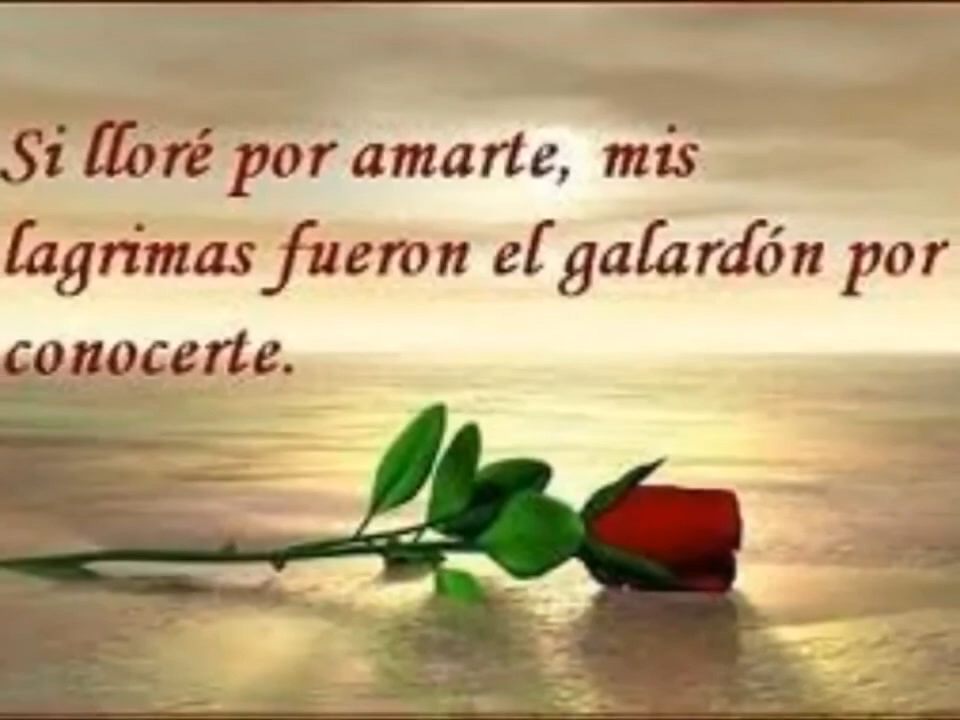 Si lloré por amarte, mis
lagrimas fueron el galardón por
conocerte.